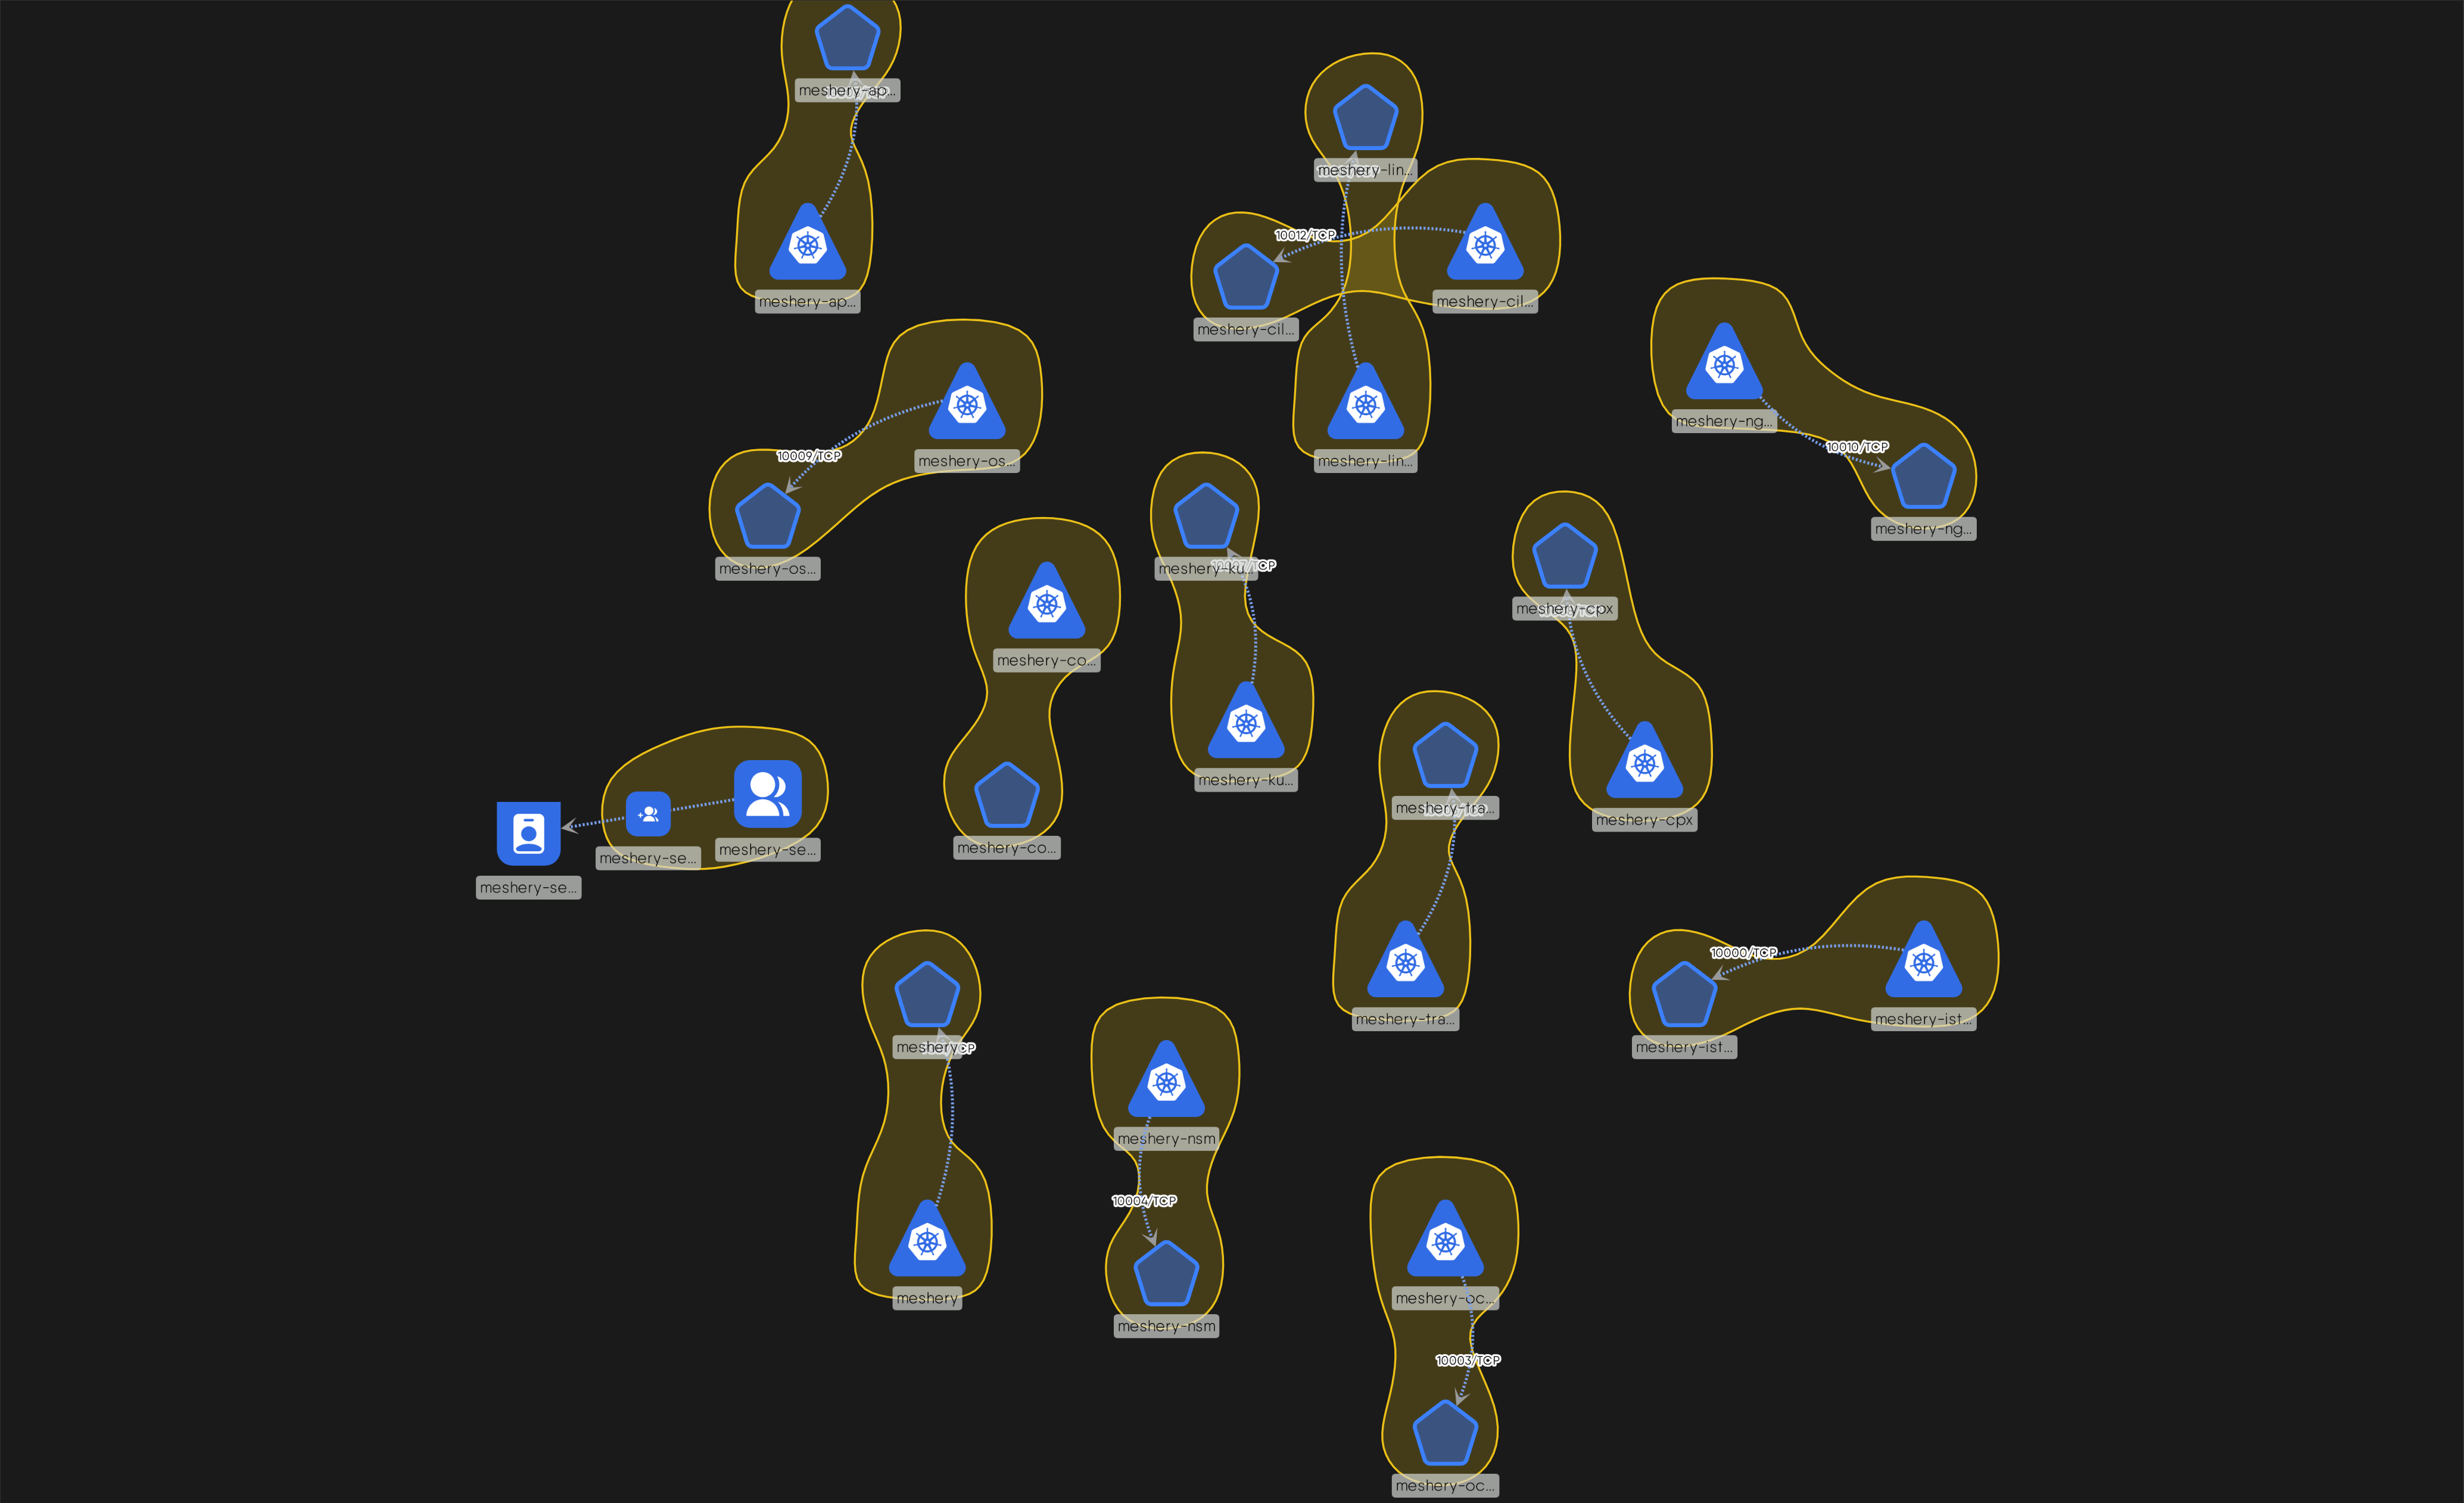 meshery-ap...
meshery-ap...
meshery-lin...
10012/TCP
meshery-cil...
meshery-cil...
meshery-lin...
meshery-ng...
10010/TCP
meshery-ng...
10009/TCP
meshery-os...
meshery-os...
meshery-ku...
meshery-ku...
meshery-co...
meshery-co...
meshery-cpx
meshery-cpx
meshery-tra...
meshery-tra...
meshery-se...
meshery-se...
meshery-se...
10000/TCP
meshery-ist...
meshery-ist...
meshery
meshery
meshery-nsm
10004/TCP
meshery-nsm
meshery-oc...
10003/TCP
meshery-oc...